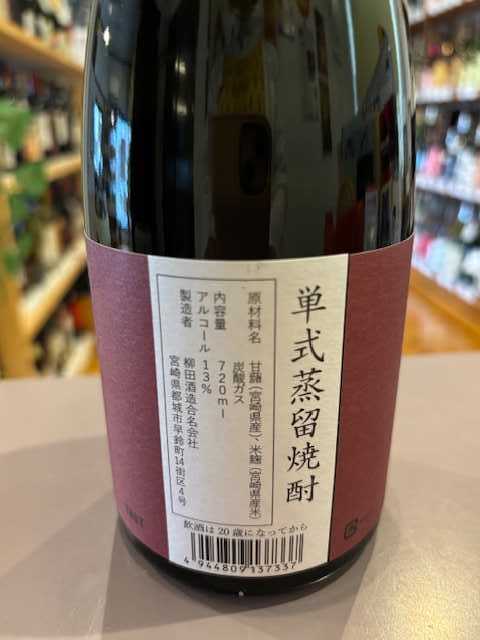 単式蒸留焼酎
原材料名 甘藷(宮崎県産)、米麹(宮崎県産米)
炭酸ガス
内容量 720ml
アルコール 13%
製造者 柳田酒造合名会社
宮崎県都城市早鈴町14街区4号
飲酒は20歳になってから
4 944809 137337